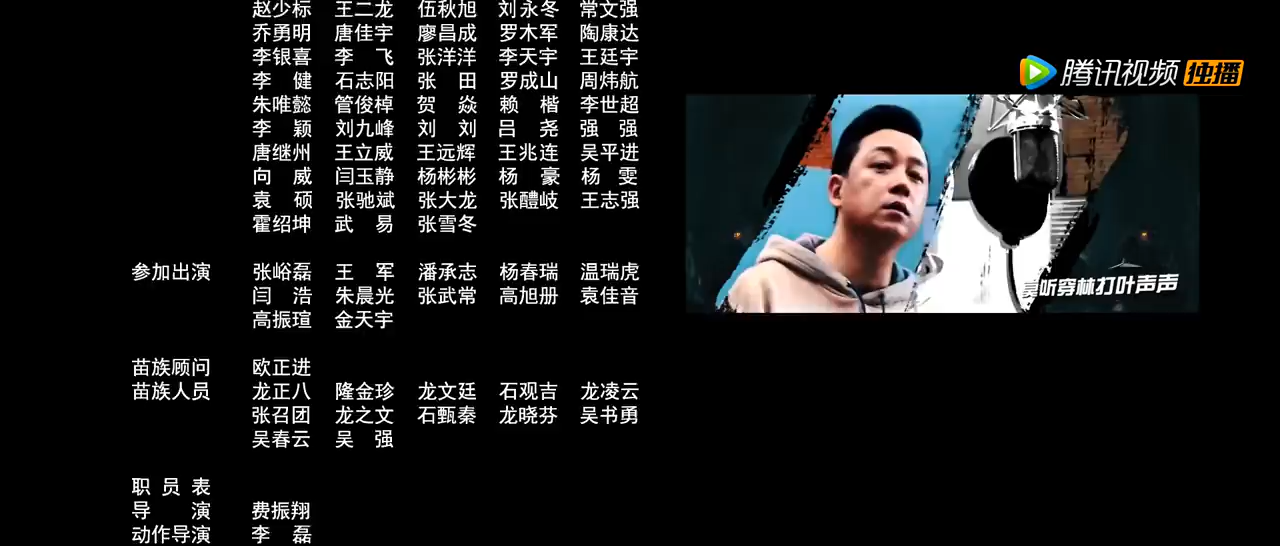 赵少标 王二龙 伍秋旭 刘永冬 常文强
乔勇明 唐佳宇 廖昌成 罗木军 陶康达
李银喜 李 飞 张洋洋 李天宇 王廷宇
李 健 石志阳 张 田 罗成山 周炜航
朱唯懿 管俊棹 贺 焱 赖 楷 李世超
李 颖 刘九峰 刘 刘 吕 尧 强 强
唐继州 王立威 王远辉 王兆连 吴平进
向 威 闫玉静 杨彬彬 杨 豪 杨 雯
袁 硕 张驰斌 张大龙 张醴岐 王志强
霍绍坤 武 易 张雪冬
参加出演 张峪磊 王 军 潘承志 杨春瑞 温瑞虎
闫 浩 朱晨光 张武常 高旭册 袁佳音
高振瑄 金天宇
苗族顾问 欧正进
苗族人员 龙正八 隆金珍 龙文廷 石观吉 龙凌云
张召团 龙之文 石甄秦 龙晓芬 吴书勇
吴春云 吴 强
职 员 表
导 演 费振翔
动作导演 李 磊
腾讯视频 独播
莫听穿林打叶声声